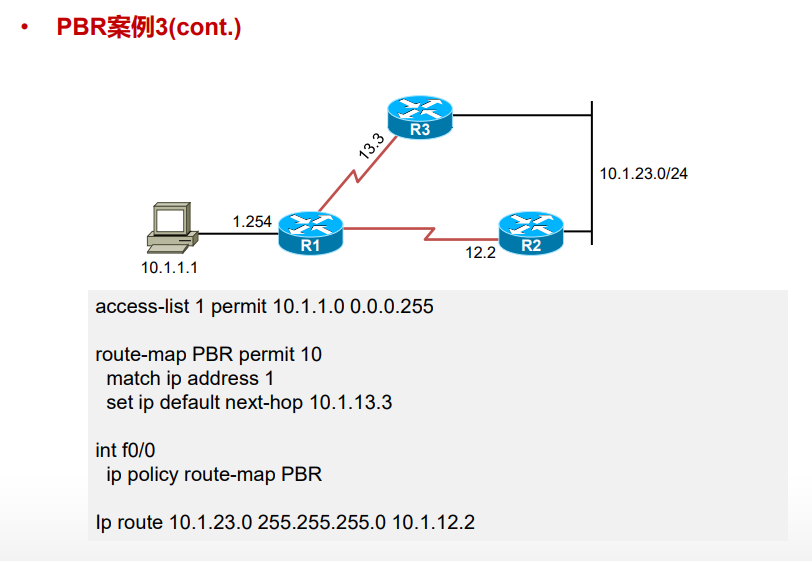 • PBR案例3(cont.)
R3
13.3
10.1.23.0/24
1.254
R1
R2
12.2
10.1.1.1
access-list 1 permit 10.1.1.0 0.0.0.255
route-map PBR permit 10
match ip address 1
set ip default next-hop 10.1.13.3
int f0/0
ip policy route-map PBR
Ip route 10.1.23.0 255.255.255.0 10.1.12.2